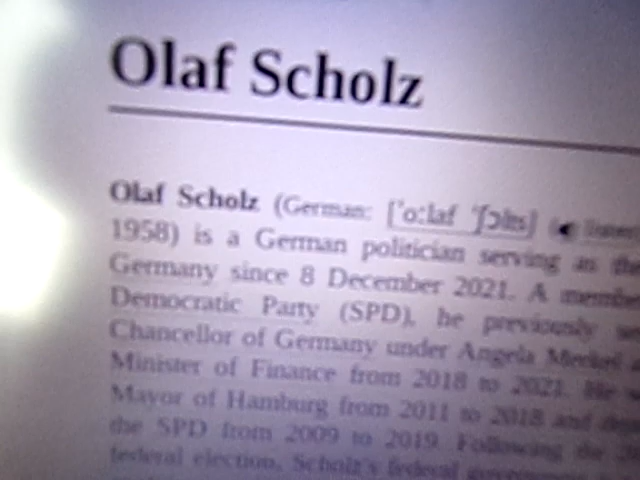 Olaf Scholz
Olaf Scholz (German: [ˈoːlaf ˈʃɔlts]
1958) is a German politician serving as the
Germany since 8 December 2021. A membe
Democratic Party (SPD), he previously se
Chancellor of Germany under Angela Merkel a
Minister of Finance from 2018 to 2021. He
Mayor of Hamburg from 2011 to 2018 and
the SPD from 2009 to 2019. Following the 20
federal election, Scholz's federal